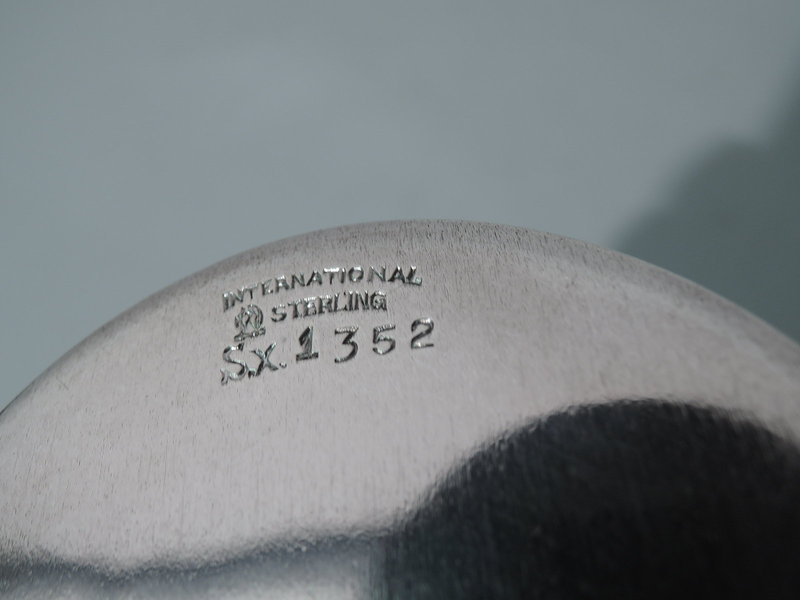 INTERNATIONAL
STERLING
S.X. 1352